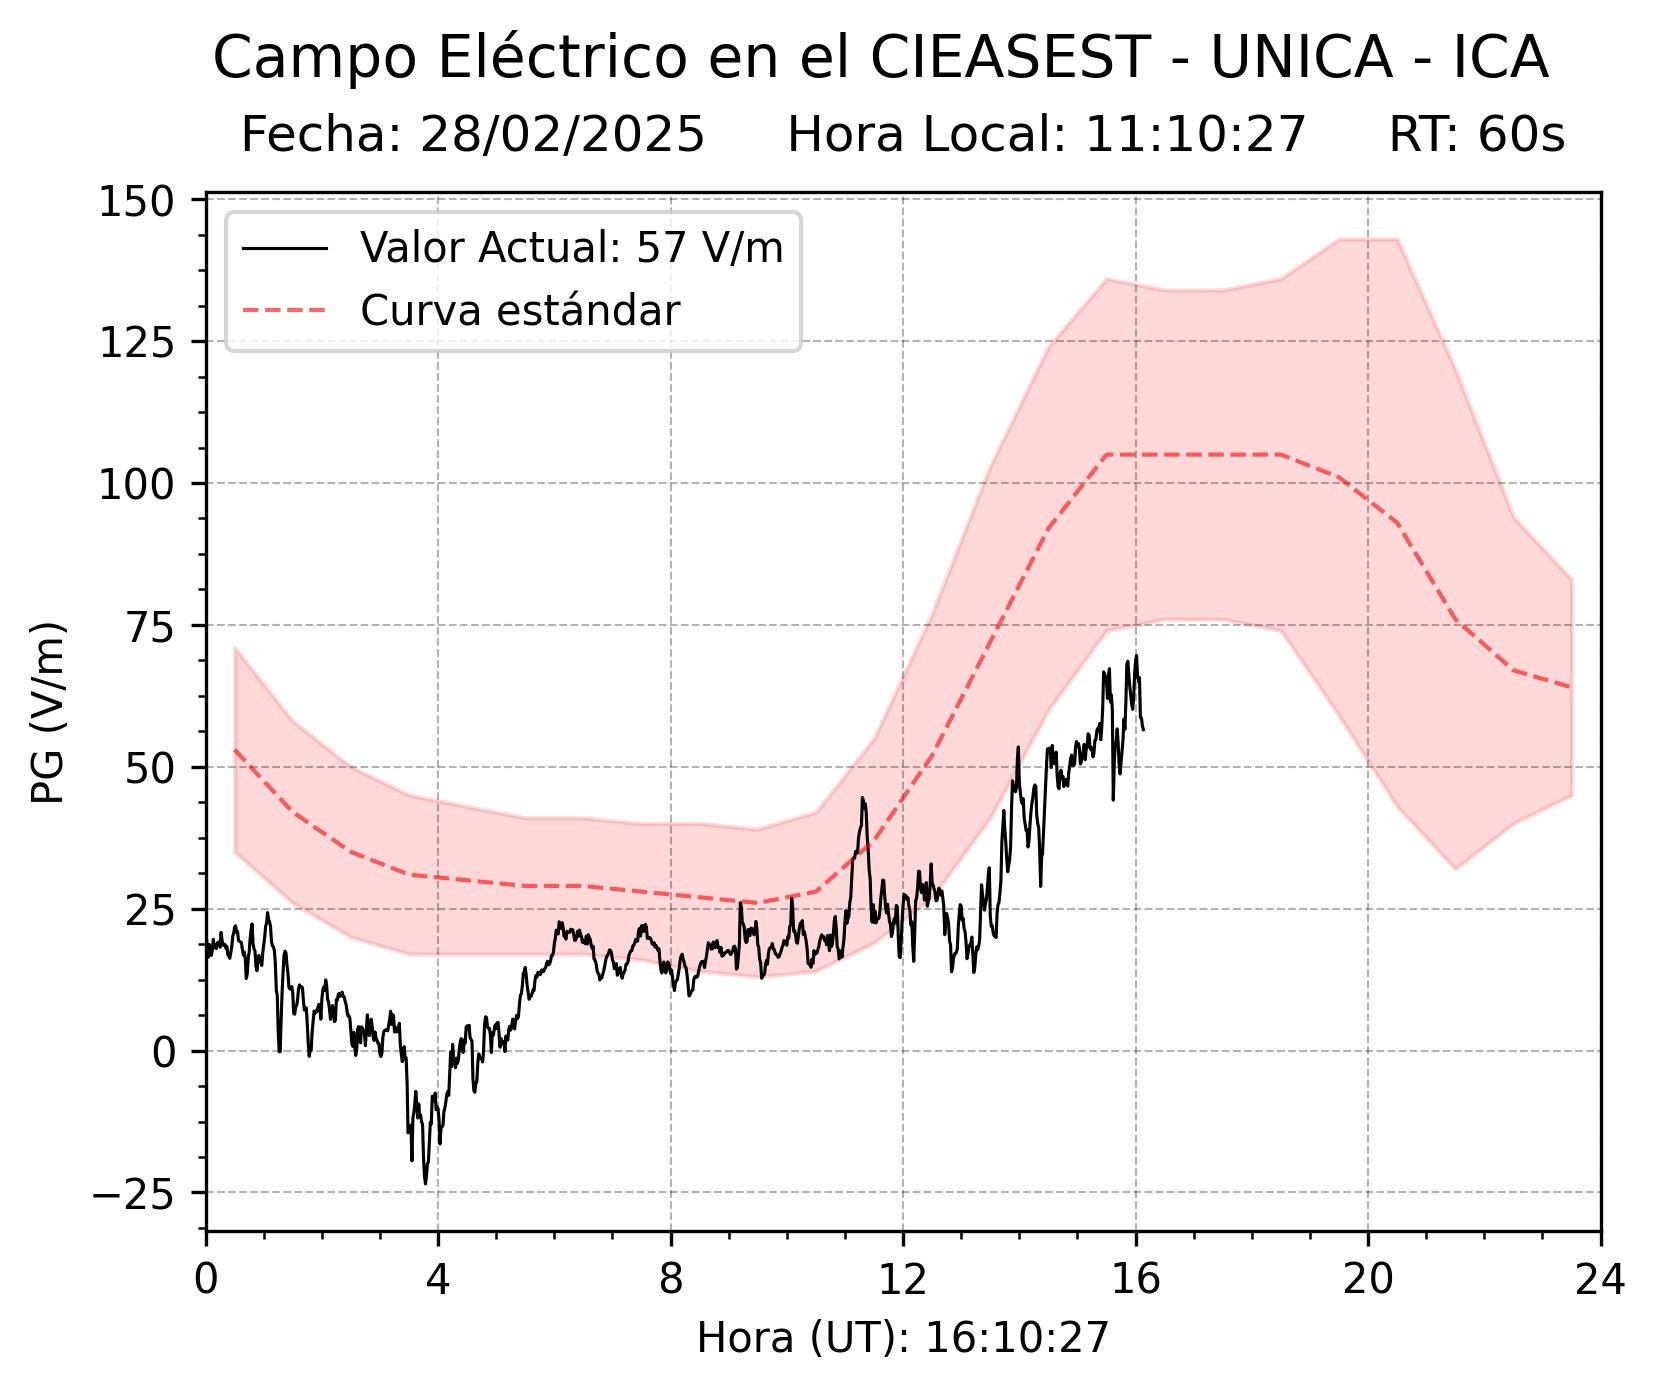 Campo Eléctrico en el CIEASEST - UNICA - ICA
Fecha: 28/02/2025 Hora Local: 11:10:27 RT: 60s
Valor Actual: 57 V/m
Curva estándar
PG (V/m)
150
125
100
75
50
25
0
−25
0 4 8 12 16 20 24
Hora (UT): 16:10:27